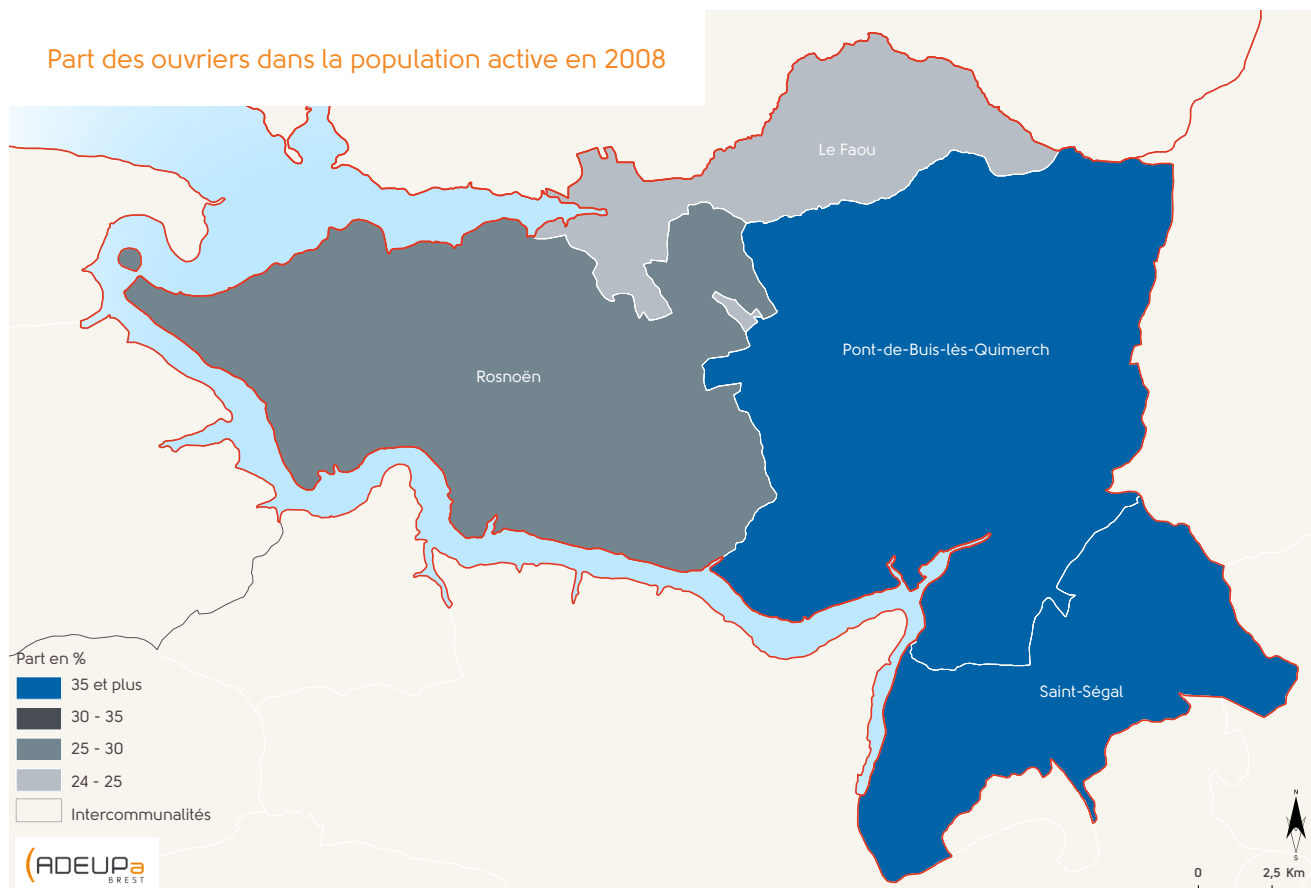 Part des ouvriers dans la population active en 2008
Le Faou
Pont-de-Buis-lès-Quimerch
Rosnoën
Saint-Ségal
Part en %
35 et plus
30 - 35
25 - 30
24 - 25
Intercommunalités
ADEUPa
BREST
N
S
0 2,5 Km